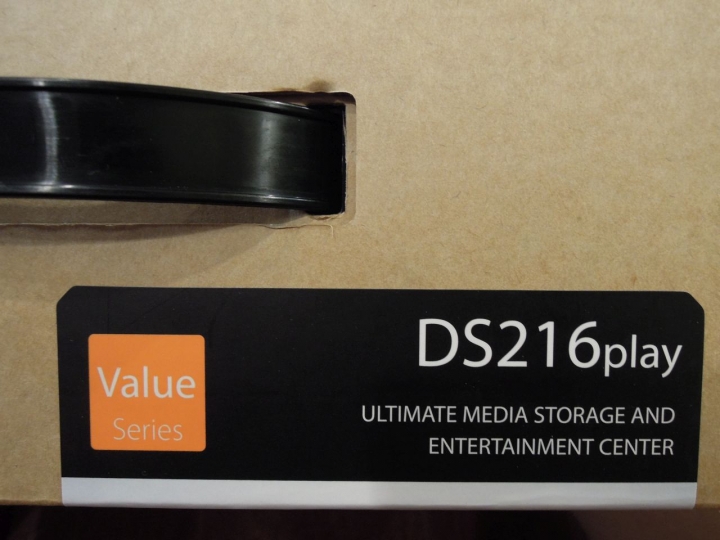 DS216play
Value
Series
ULTIMATE MEDIA STORAGE AND
ENTERTAINMENT CENTER